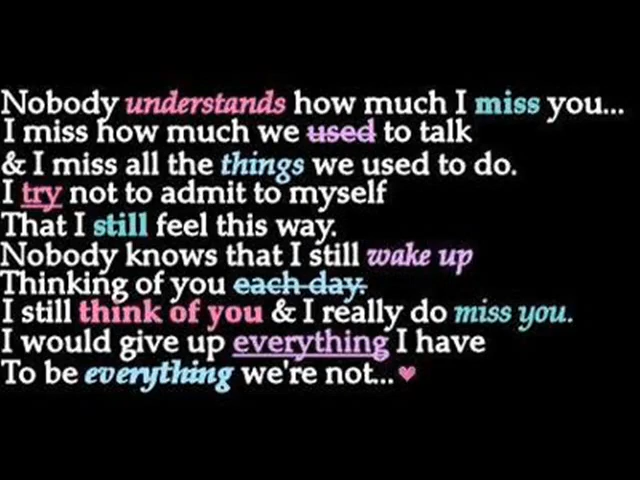 Nobody understands how much I miss you...
I miss how much we used to talk
& I miss all the things we used to do.
I try not to admit to myself
That I still feel this way.
Nobody knows that I still wake up
Thinking of you each day.
I still think of you & I really do miss you.
I would give up everything I have
To be everything we're not...♥